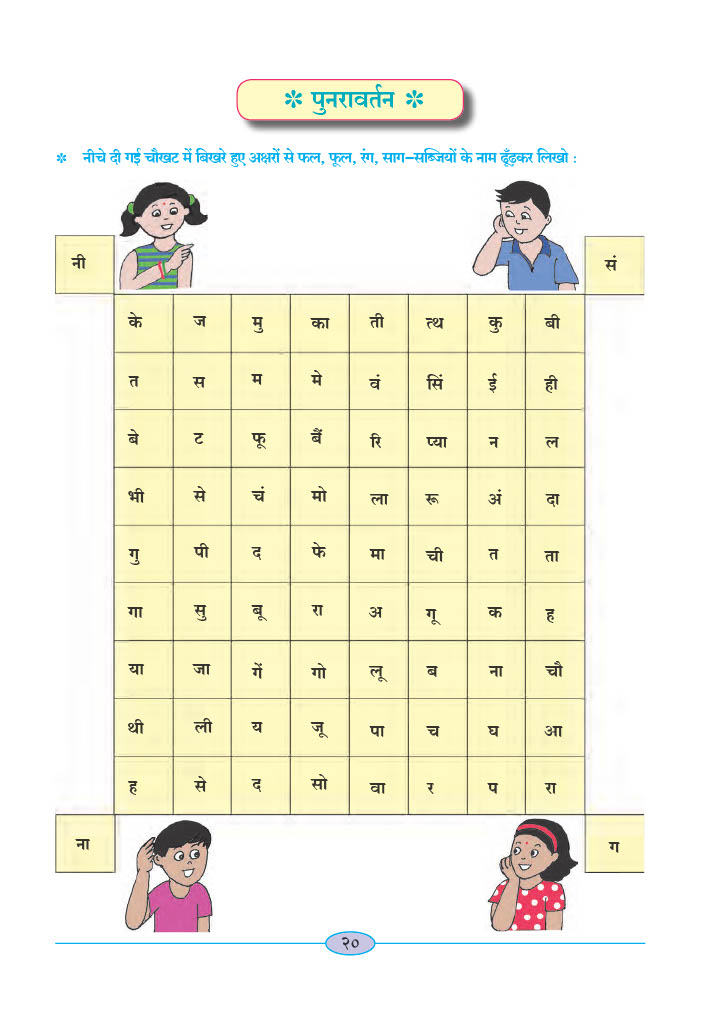 ✽ पुनरावर्तन ✽
✽ नीचे दी गई चौखट में बिखरे हुए अक्षरों से फल, फूल, रंग, साग-सब्जियों के नाम ढूँढ़कर लिखो :
नी सं
के ज मु का ती त्थ कु बी
त स म मे वं सिं ई ही
बे ट फू बैं रि प्या न ल
भी से चं मो ला रू अं दा
गु पी द फे मा ची त ता
गा सु बू रा अ गू क ह
या जा गें गो लू ब ना चौ
थी ली य जू पा च घ आ
ह से द सो वा र प रा
ना ग
२०